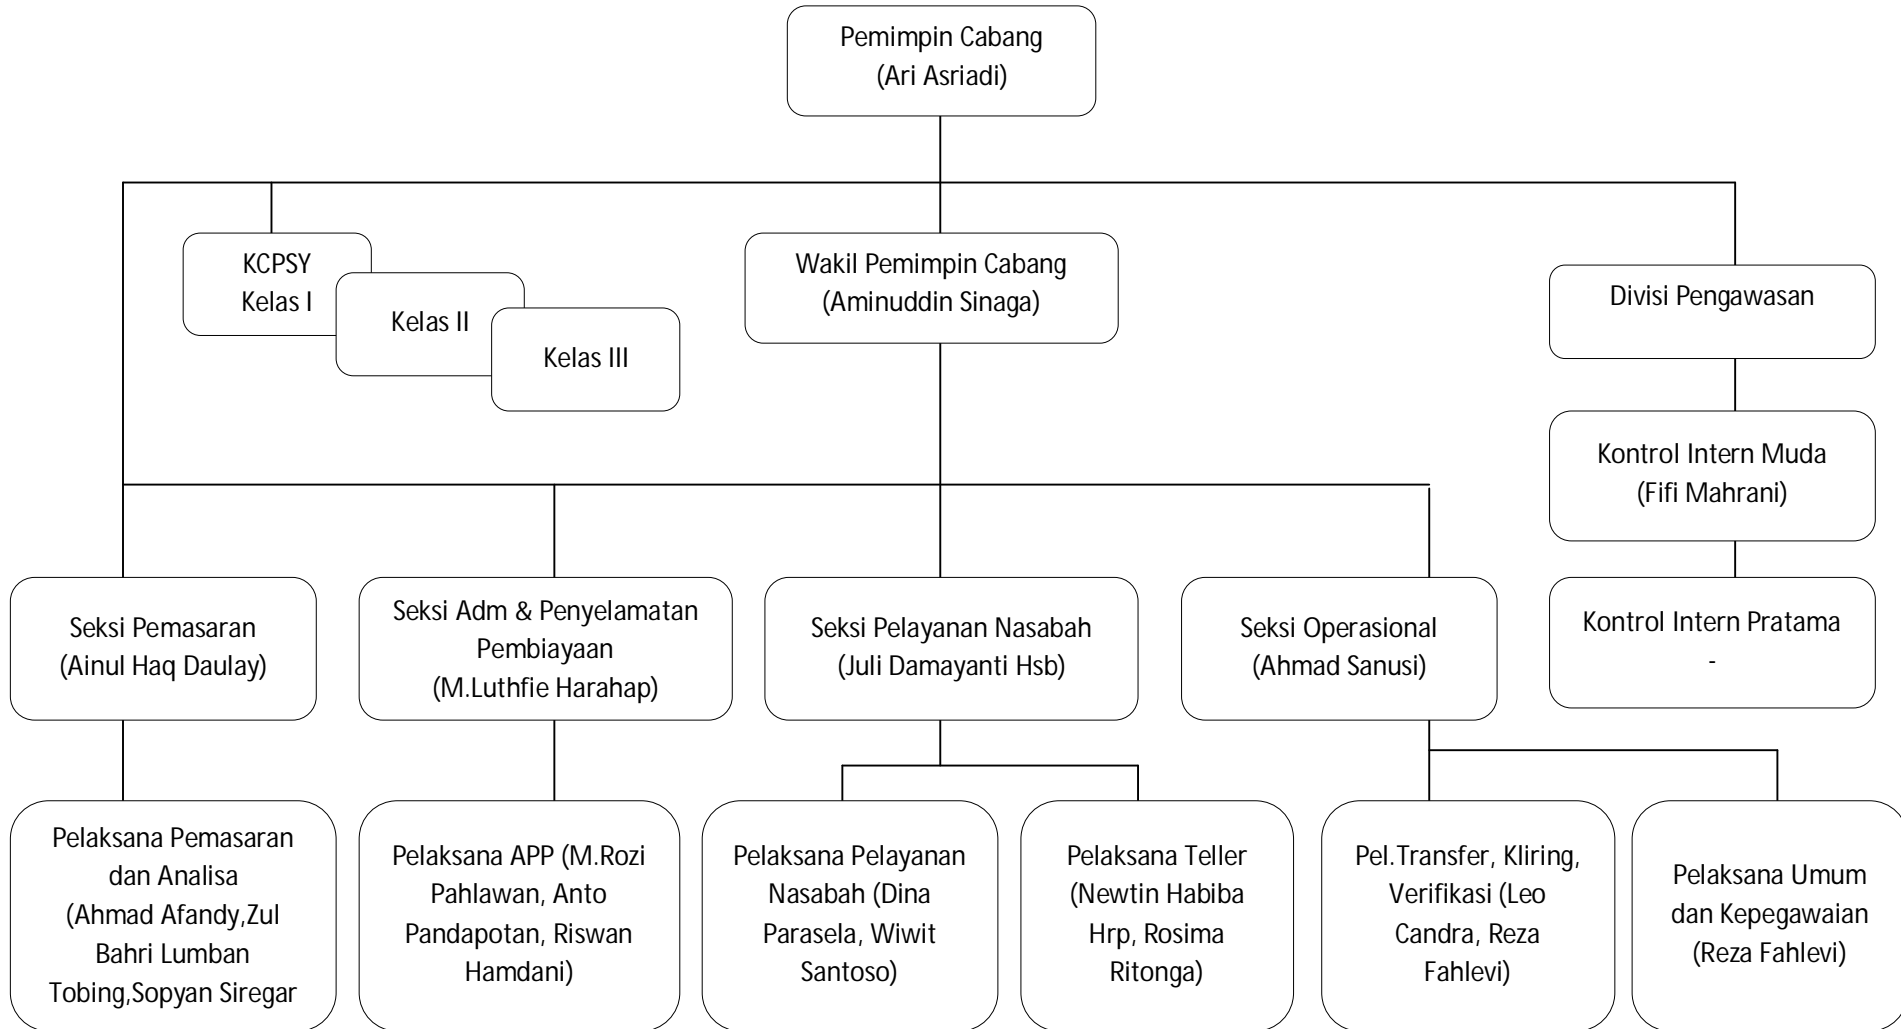 Pemimpin Cabang
(Ari Asriadi)
KCPSY
Kelas I
Kelas II
Kelas III
Wakil Pemimpin Cabang
(Aminuddin Sinaga)
Divisi Pengawasan
Kontrol Intern Muda
(Fifi Mahrani)
Seksi Pemasaran
(Ainul Haq Daulay)
Seksi Adm & Penyelamatan
Pembiayaan
(M.Luthfie Harahap)
Seksi Pelayanan Nasabah
(Juli Damayanti Hsb)
Seksi Operasional
(Ahmad Sanusi)
Kontrol Intern Pratama
-
Pelaksana Pemasaran
dan Analisa
(Ahmad Afandy,Zul
Bahri Lumban
Tobing,Sopyan Siregar
Pelaksana APP (M.Rozi
Pahlawan, Anto
Pandapotan, Riswan
Hamdani)
Pelaksana Pelayanan
Nasabah (Dina
Parasela, Wiwit
Santoso)
Pelaksana Teller
(Newtin Habiba
Hrp, Rosima
Ritonga)
Pel.Transfer, Kliring,
Verifikasi (Leo
Candra, Reza
Fahlevi)
Pelaksana Umum
dan Kepegawaian
(Reza Fahlevi)